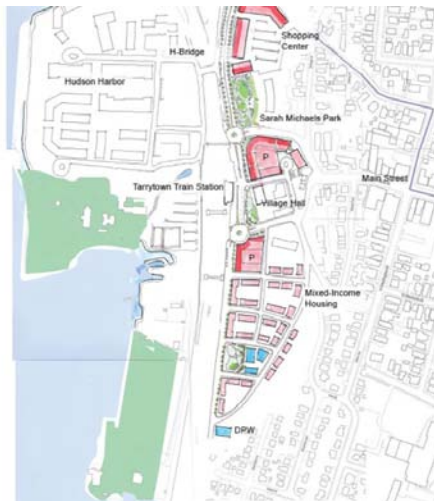 Shopping
Center
H-Bridge
Hudson Harbor
Sarah Michaels Park
P
Main Street
Tarrytown Train Station
Village Hall
P
Mixed-Income
Housing
DRW